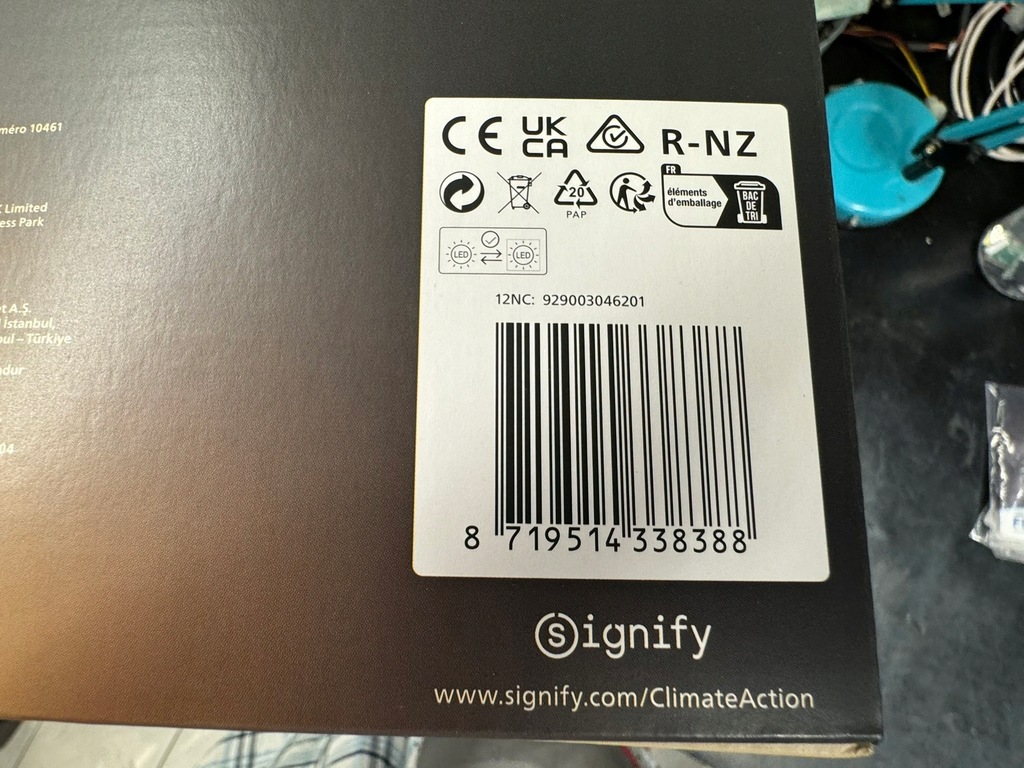 méro 10461
Limited
ess Park
t A.Ş.
İstanbul,
bul – Türkiye
dur
04
CE UK CA R-NZ
20
PAP
FR
éléments
d'emballage
BAC
DE
TRI
LED LED
12NC: 929003046201
8 719514 338388
Signify
www.signify.com/ClimateAction